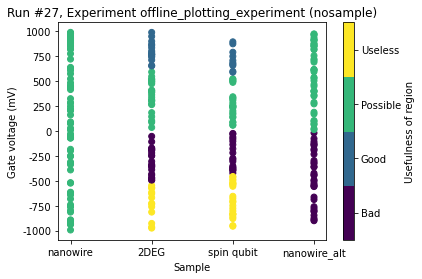 Run #27, Experiment offline_plotting_experiment (nosample)
1000
750
500
250
0
-250
-500
-750
-1000
Gate voltage (mV)
nanowire
2DEG
spin qubit
nanowire_alt
Sample
Useless
Possible
Good
Bad
Usefulness of region